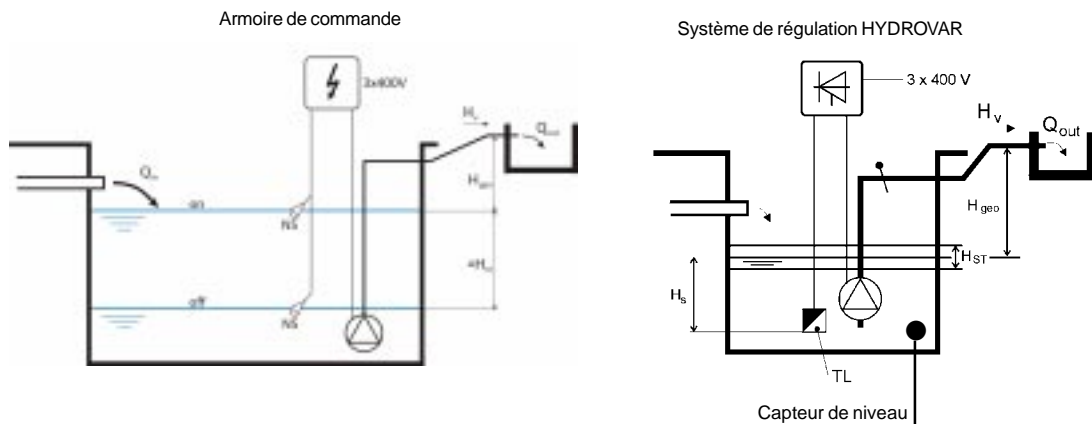 Armoire de commande
3x400V
H
Q
on
NS
off
NS
Système de régulation HYDROVAR
3 x 400 V
H v
Q out
H geo
H ST
H s
TL
Capteur de niveau